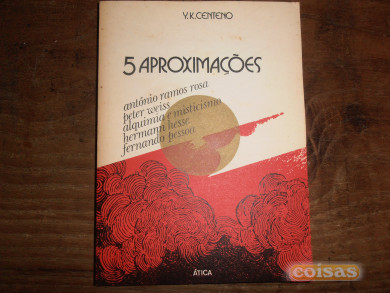 Y.K.CENTENO
5 APROXIMAÇÕES
antónio ramos rosa
peter weiss
alquimia e misticismo
hermann hesse
fernando pessoa
ÁTICA
coisas